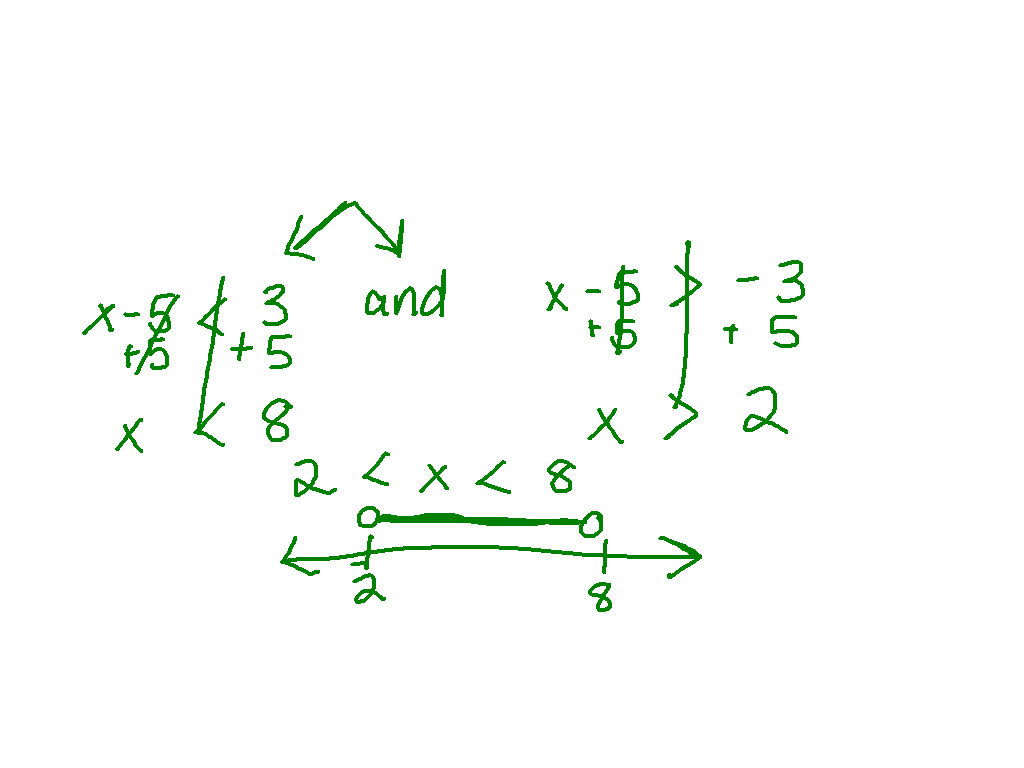 x - 5 < 3 and x - 5 > - 3
+5 + 5 + 5 + 5
x < 8 x > 2
2 < x < 8
2 8